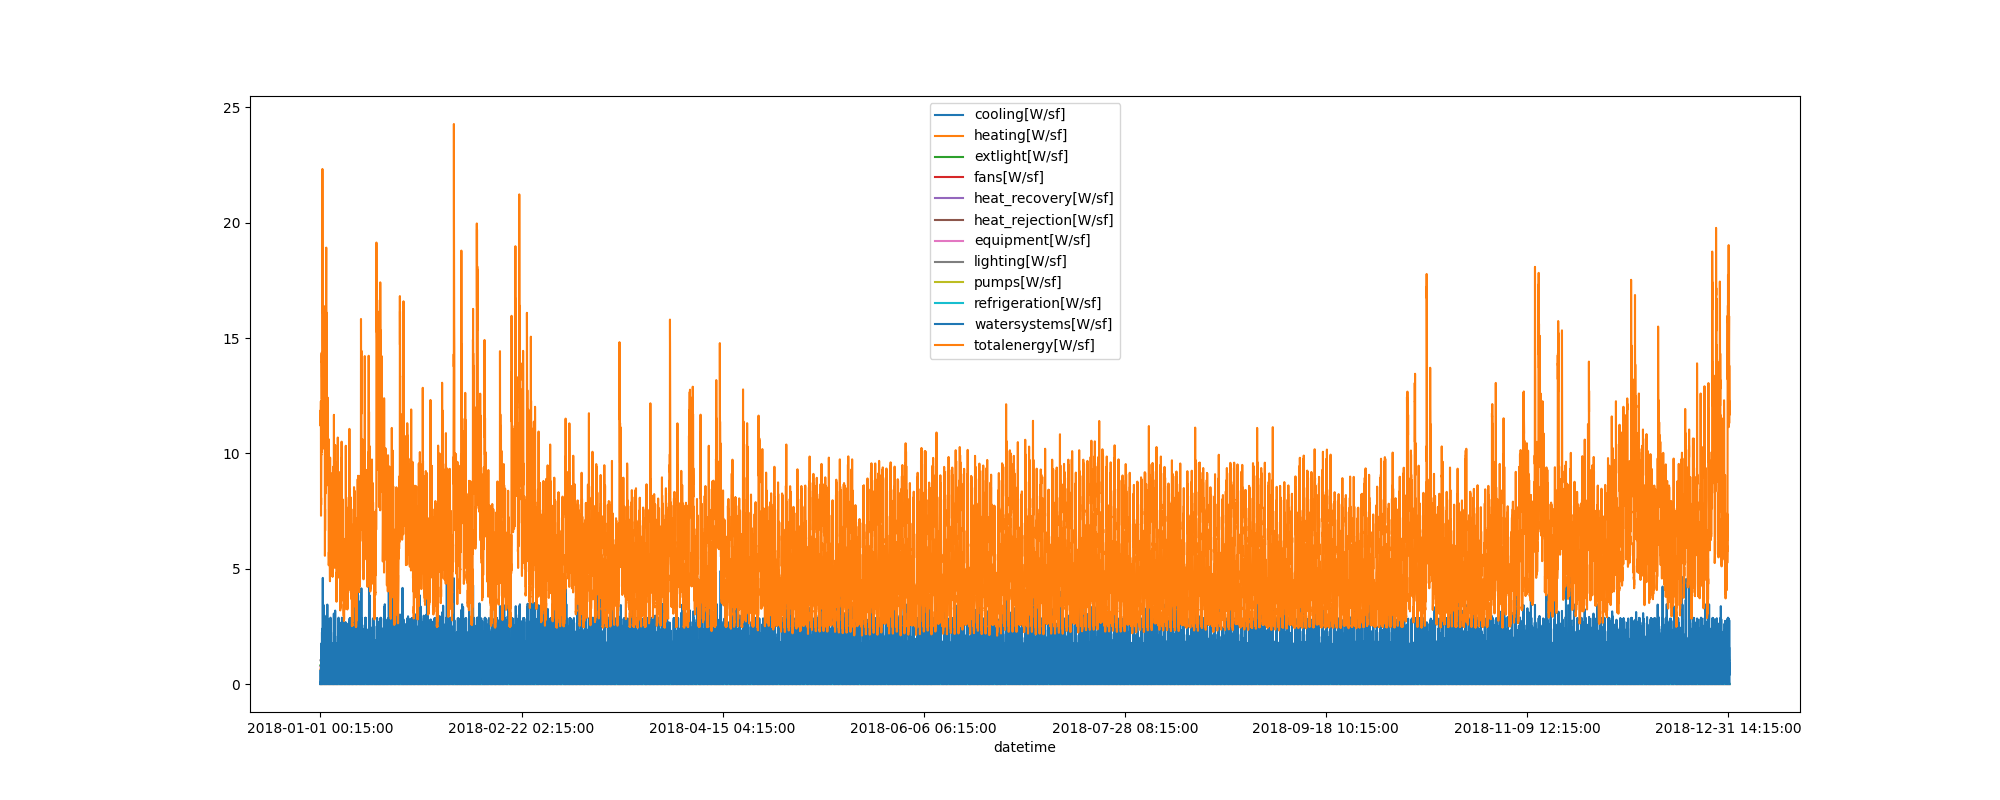 25
20
15
10
5
0
cooling[W/sf]
heating[W/sf]
extlight[W/sf]
fans[W/sf]
heat_recovery[W/sf]
heat_rejection[W/sf]
equipment[W/sf]
lighting[W/sf]
pumps[W/sf]
refrigeration[W/sf]
watersystems[W/sf]
totalenergy[W/sf]
2018-01-01 00:15:00 2018-02-22 02:15:00 2018-04-15 04:15:00 2018-06-06 06:15:00 2018-07-28 08:15:00 2018-09-18 10:15:00 2018-11-09 12:15:00 2018-12-31 14:15:00
datetime